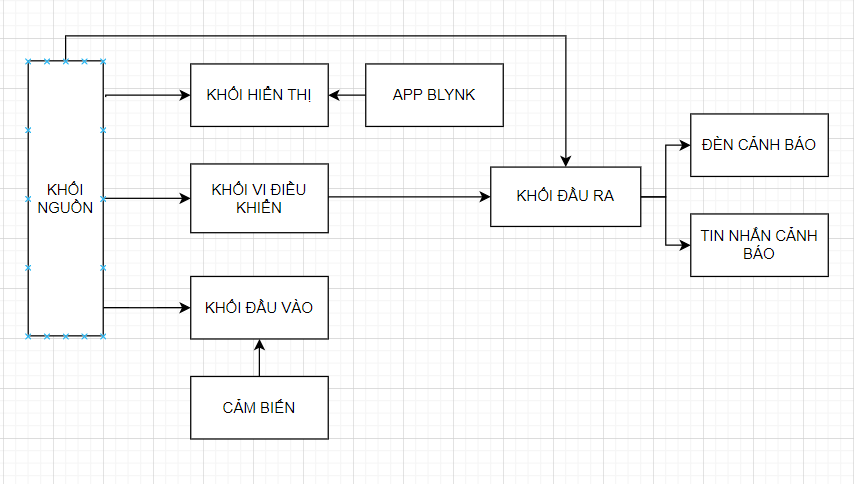 KHỐI HIỂN THỊ
APP BLYNK
ĐÈN CẢNH BÁO
KHỐI
NGUỒN
KHỐI VI ĐIỀU
KHIỂN
KHỐI ĐẦU RA
TIN NHẮN CẢNH
BÁO
KHỐI ĐẦU VÀO
CẢM BIẾN